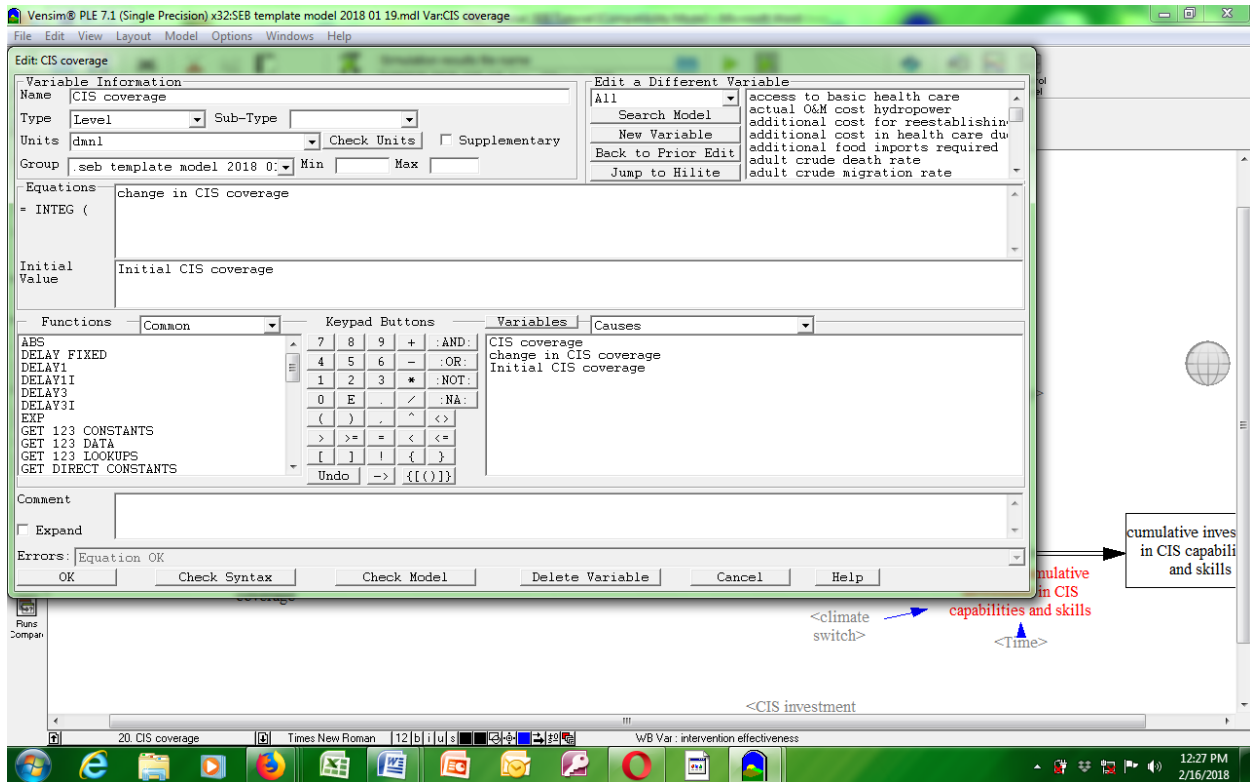 Vensim® PLE 7.1 (Single Precision) x32:SEB template model 2018 01 19.mdl Var:CIS coverage
File Edit View Layout Model Options Windows Help
Edit: CIS coverage
Variable Information
Name CIS coverage
Type Level Sub-Type
Units dmnl Check Units Supplementary
Group .seb template model 2018 0 Min Max
Edit a Different Variable
All
Search Model
New Variable
Back to Prior Edit
Jump to Hilite
access to basic health care
actual O&M cost hydropower
additional cost for reestablishin
additional cost in health care du
additional food imports required
adult crude death rate
adult crude migration rate
Equations
= INTEG (
change in CIS coverage
Initial Value
Initial CIS coverage
Functions Common
ABS
DELAY FIXED
DELAY1
DELAY1I
DELAY3
DELAY3I
EXP
GET 123 CONSTANTS
GET 123 DATA
GET 123 LOOKUPS
GET DIRECT CONSTANTS
Keypad Buttons
7 8 9 + :AND:
4 5 6 - :OR:
1 2 3 * :NOT:
0 E . / :NA:
( ) , ^ <>
> >= = < <=
[ ] ! { }
Undo -> {[()]}
Variables Causes
CIS coverage
change in CIS coverage
Initial CIS coverage
Comment
Expand
Errors: Equation OK
OK Check Syntax Check Model Delete Variable Cancel Help
cumulative inves
in CIS capabili
and skills
mulative
in CIS
capabilities and skills
coverage
Runs
Compar
<climate
switch>
<Time>
<CIS investment
20. CIS coverage Times New Roman 12 b i u s WB Var : intervention effectiveness
12:27 PM
2/16/2018